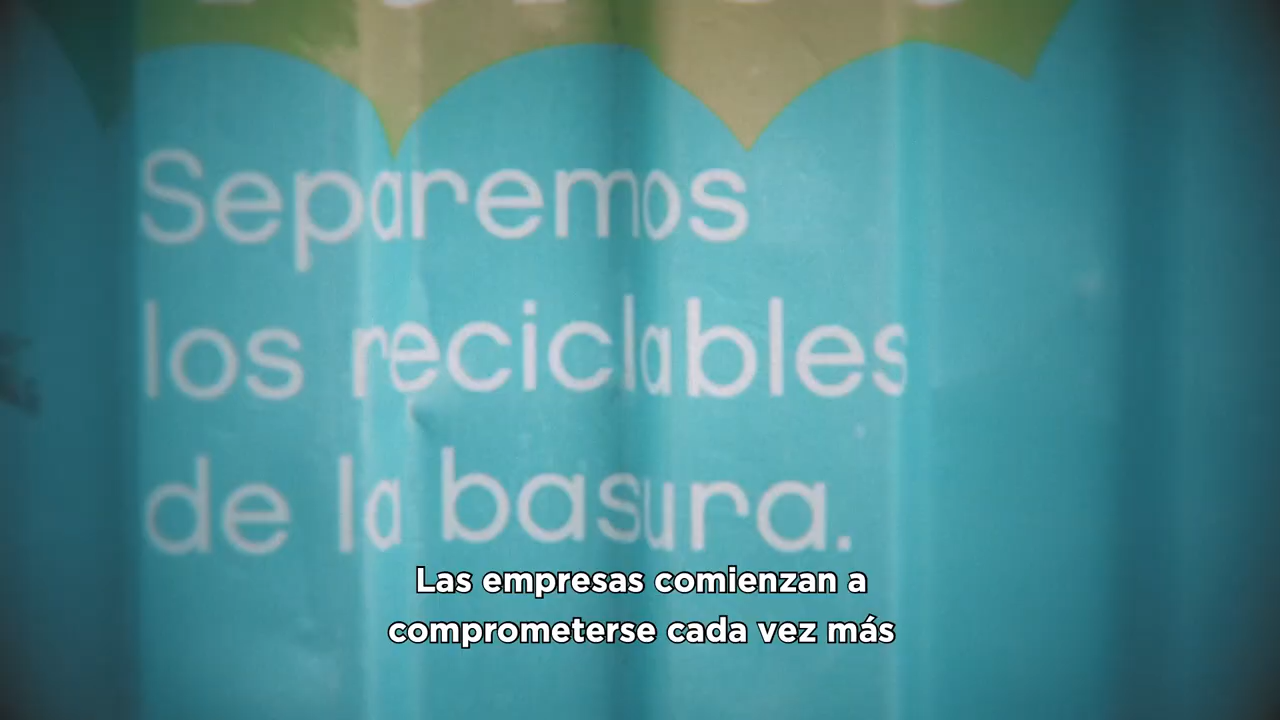 Separemos
los reciclables
de la basura.
Las empresas comienzan a
comprometerse cada vez más